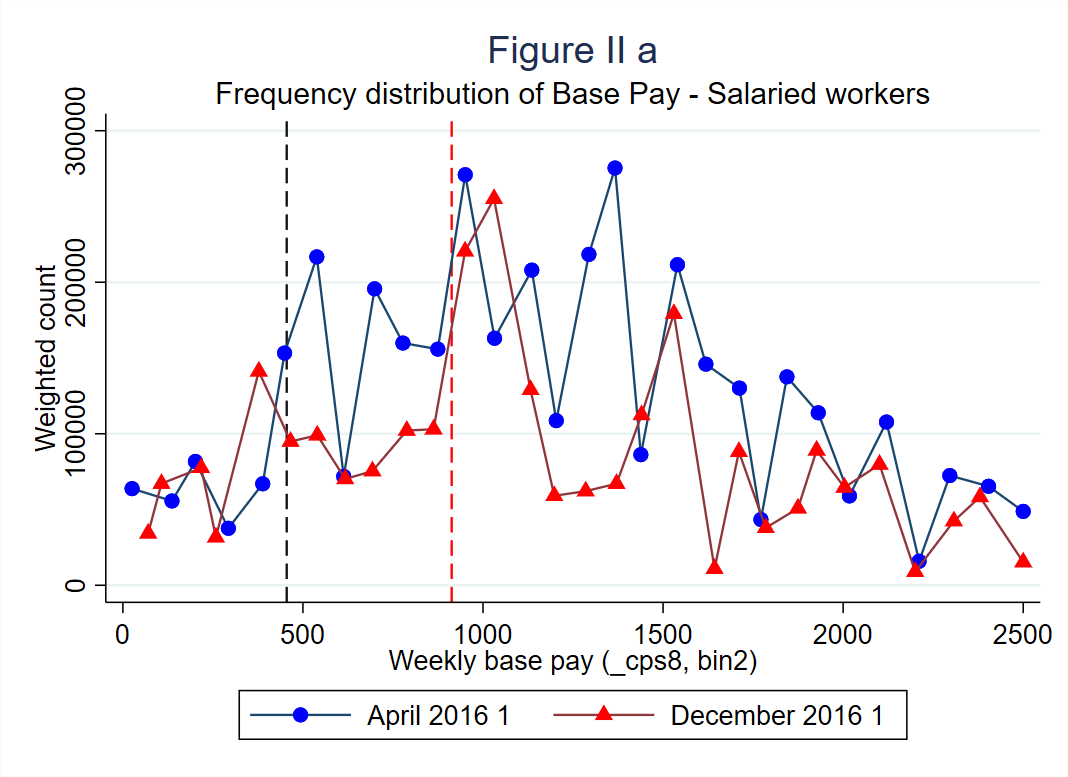 Figure II a
Frequency distribution of Base Pay - Salaried workers
Weighted count
300000
200000
100000
0
0 500 1000 1500 2000 2500
Weekly base pay (_cps8, bin2)
April 2016 1 December 2016 1